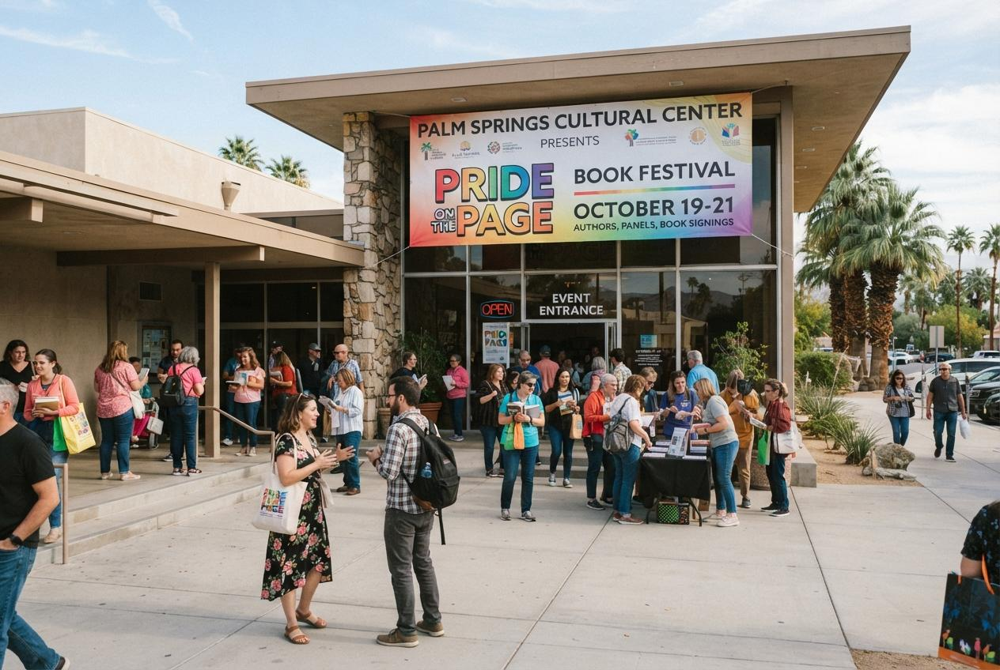 PALM SPRINGS CULTURAL CENTER
PRESENTS
PRIDE
ON THE PAGE
BOOK FESTIVAL
OCTOBER 19-21
AUTHORS, PANELS, BOOK SIGNINGS
OPEN
EVENT
ENTRANCE